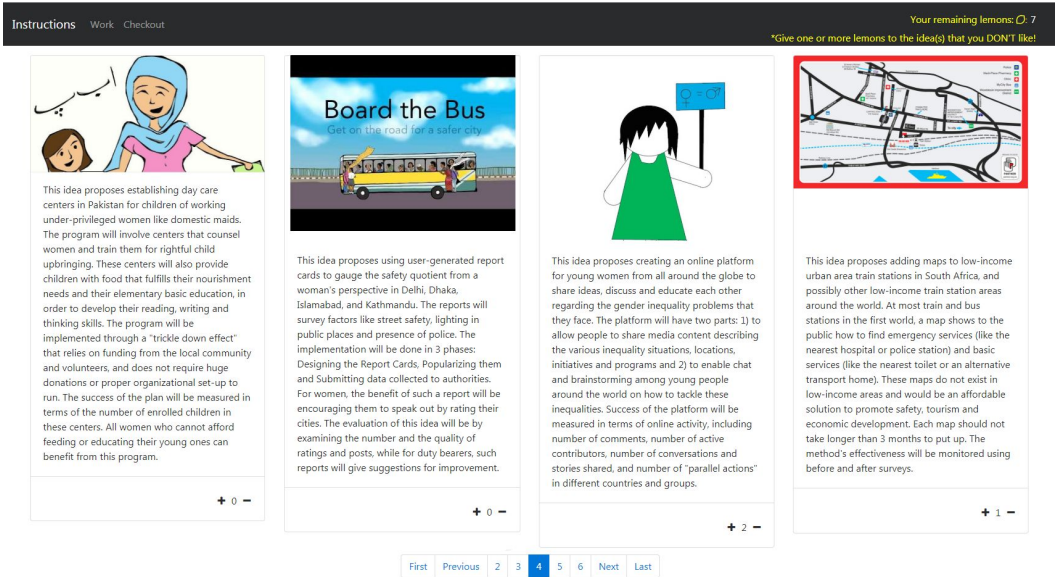 Instructions Work Checkout
Your remaining lemons: : 7
*Give one or more lemons to the idea(s) that you DON'T like!
This idea proposes establishing day care
centers in Pakistan for children of working
under-privileged women like domestic maids.
The program will involve centers that counsel
women and train them for rightful child
upbringing. These centers will also provide
children with food that fulfills their nourishment
needs and their elementary basic education, in
order to develop their reading, writing and
thinking skills. The program will be
implemented through a "trickle down effect"
that relies on funding from the local community
and volunteers, and does not require huge
donations or proper organizational set-up to
run. The success of the plan will be measured in
terms of the number of enrolled children in
these centers. All women who cannot afford
feeding or educating their young ones can
benefit from this program.
+ 0 −
Board the Bus
Get on the road for a safer city
This idea proposes using user-generated report
cards to gauge the safety quotient from a
woman's perspective in Delhi, Dhaka,
Islamabad, and Kathmandu. The reports will
survey factors like street safety, lighting in
public places and presence of police. The
implementation will be done in 3 phases:
Designing the Report Cards, Popularizing them
and Submitting data collected to authorities.
For women, the benefit of such a report will be
encouraging them to speak out by rating their
cities. The evaluation of this idea will be by
examining the number and the quality of
ratings and posts, while for duty bearers, such
reports will give suggestions for improvement.
+ 0 −
♀ = ♂
This idea proposes creating an online platform
for young women from all around the globe to
share ideas, discuss and educate each other
regarding the gender inequality problems that
they face. The platform will have two parts: 1) to
allow people to share media content describing
the various inequality situations, locations,
initiatives and programs and 2) to enable chat
and brainstorming among young people
around the world on how to tackle these
inequalities. Success of the platform will be
measured in terms of online activity, including
number of comments, number of active
contributors, number of conversations and
stories shared, and number of "parallel actions"
in different countries and groups.
+ 2 −
This idea proposes adding maps to low-income
urban area train stations in South Africa, and
possibly other low-income train station areas
around the world. At most train and bus
stations in the first world, a map shows to the
public how to find emergency services (like the
nearest hospital or police station) and basic
services (like the nearest toilet or an alternative
transport home). These maps do not exist in
low-income areas and would be an affordable
solution to promote safety, tourism and
economic development. Each map should not
take longer than 3 months to put up. The
method's effectiveness will be monitored using
before and after surveys.
+ 1 −
First Previous 2 3 4 5 6 Next Last